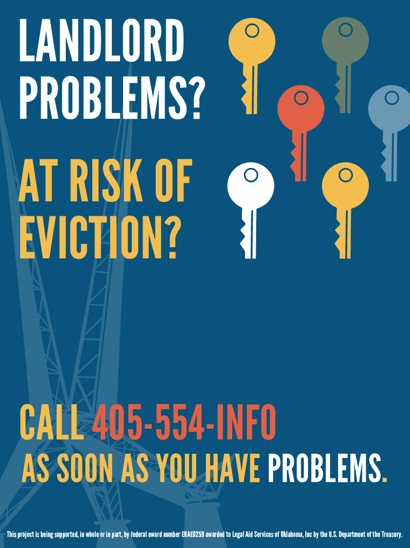 LANDLORD
PROBLEMS?
AT RISK OF
EVICTION?
CALL 405-554-INFO
AS SOON AS YOU HAVE PROBLEMS.
This project is being supported, in whole or in part, by federal award number ERAE0259 awarded to Legal Aid Services of Oklahoma, Inc by the U.S. Department of the Treasury.